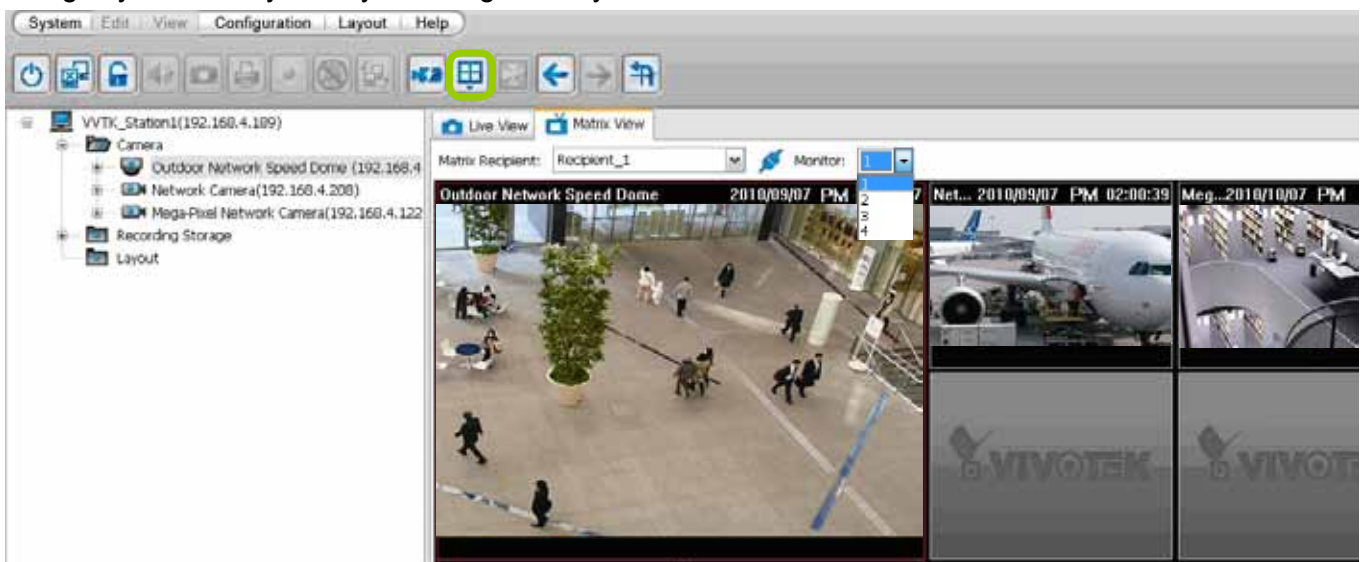 System Edit View Configuration Layout Help
VVTK_Station1(192.168.4.189)
Camera
Outdoor Network Speed Dome (192.168.4
Network Camera(192.168.4.208)
Mega-Pixel Network Camera(192.168.4.122
Recording Storage
Layout
Live View Matrix View
Matrix Recipient: Recipient_1 Monitor: 1
1
2
3
4
Outdoor Network Speed Dome 2010/09/07 PM 7
Net... 2010/09/07 PM 02:00:39
Meg...2010/10/07 PM
VIVOTEK
VIVOT